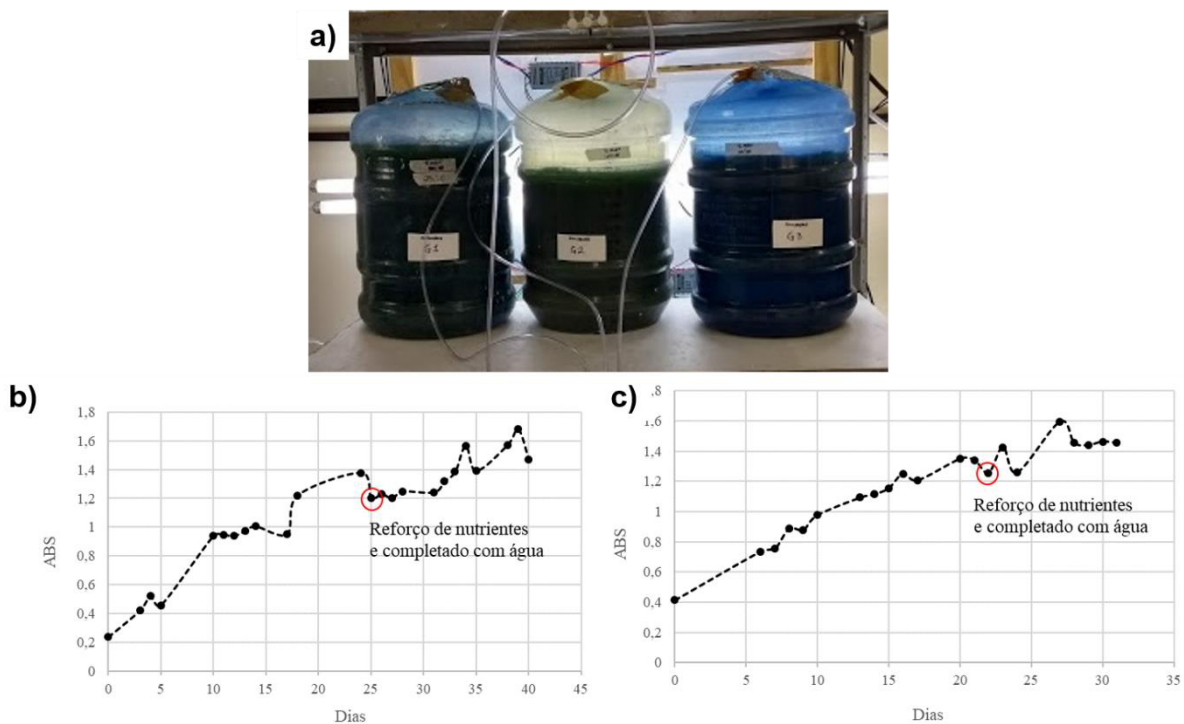 a)
G1
G2
G3
b)
1,8
1,6
1,4
1,2
1
0,8
0,6
0,4
0,2
0
ABS
0 5 10 15 20 25 30 35 40 45
Dias
Reforço de nutrientes
e completado com água
c)
,8
1,6
1,4
1,2
1
0,8
0,6
0,4
0,2
0
ABS
0 5 10 15 20 25 30 35
Dias
Reforço de nutrientes
e completado com água